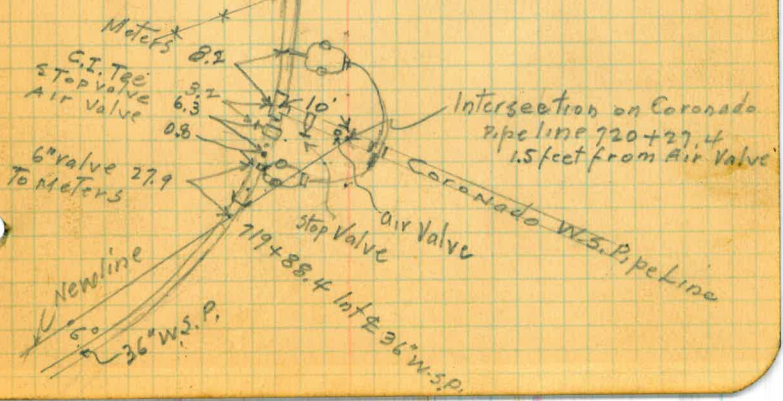 Meters
8.2
C.I. Tee
& Stop valve
Air Valve
3.2
6.3
0.8
10'
6" valve 27.9
To Meters
Intersection on Coronado
Pipe line 720+27.4
1.5 feet from Air Valve
Coronado W.S. Pipe Line
air Valve
Stop Valve
719+88.4 Int ℄ 36" W.S.P.
Newline
6°
36" W.S.P.